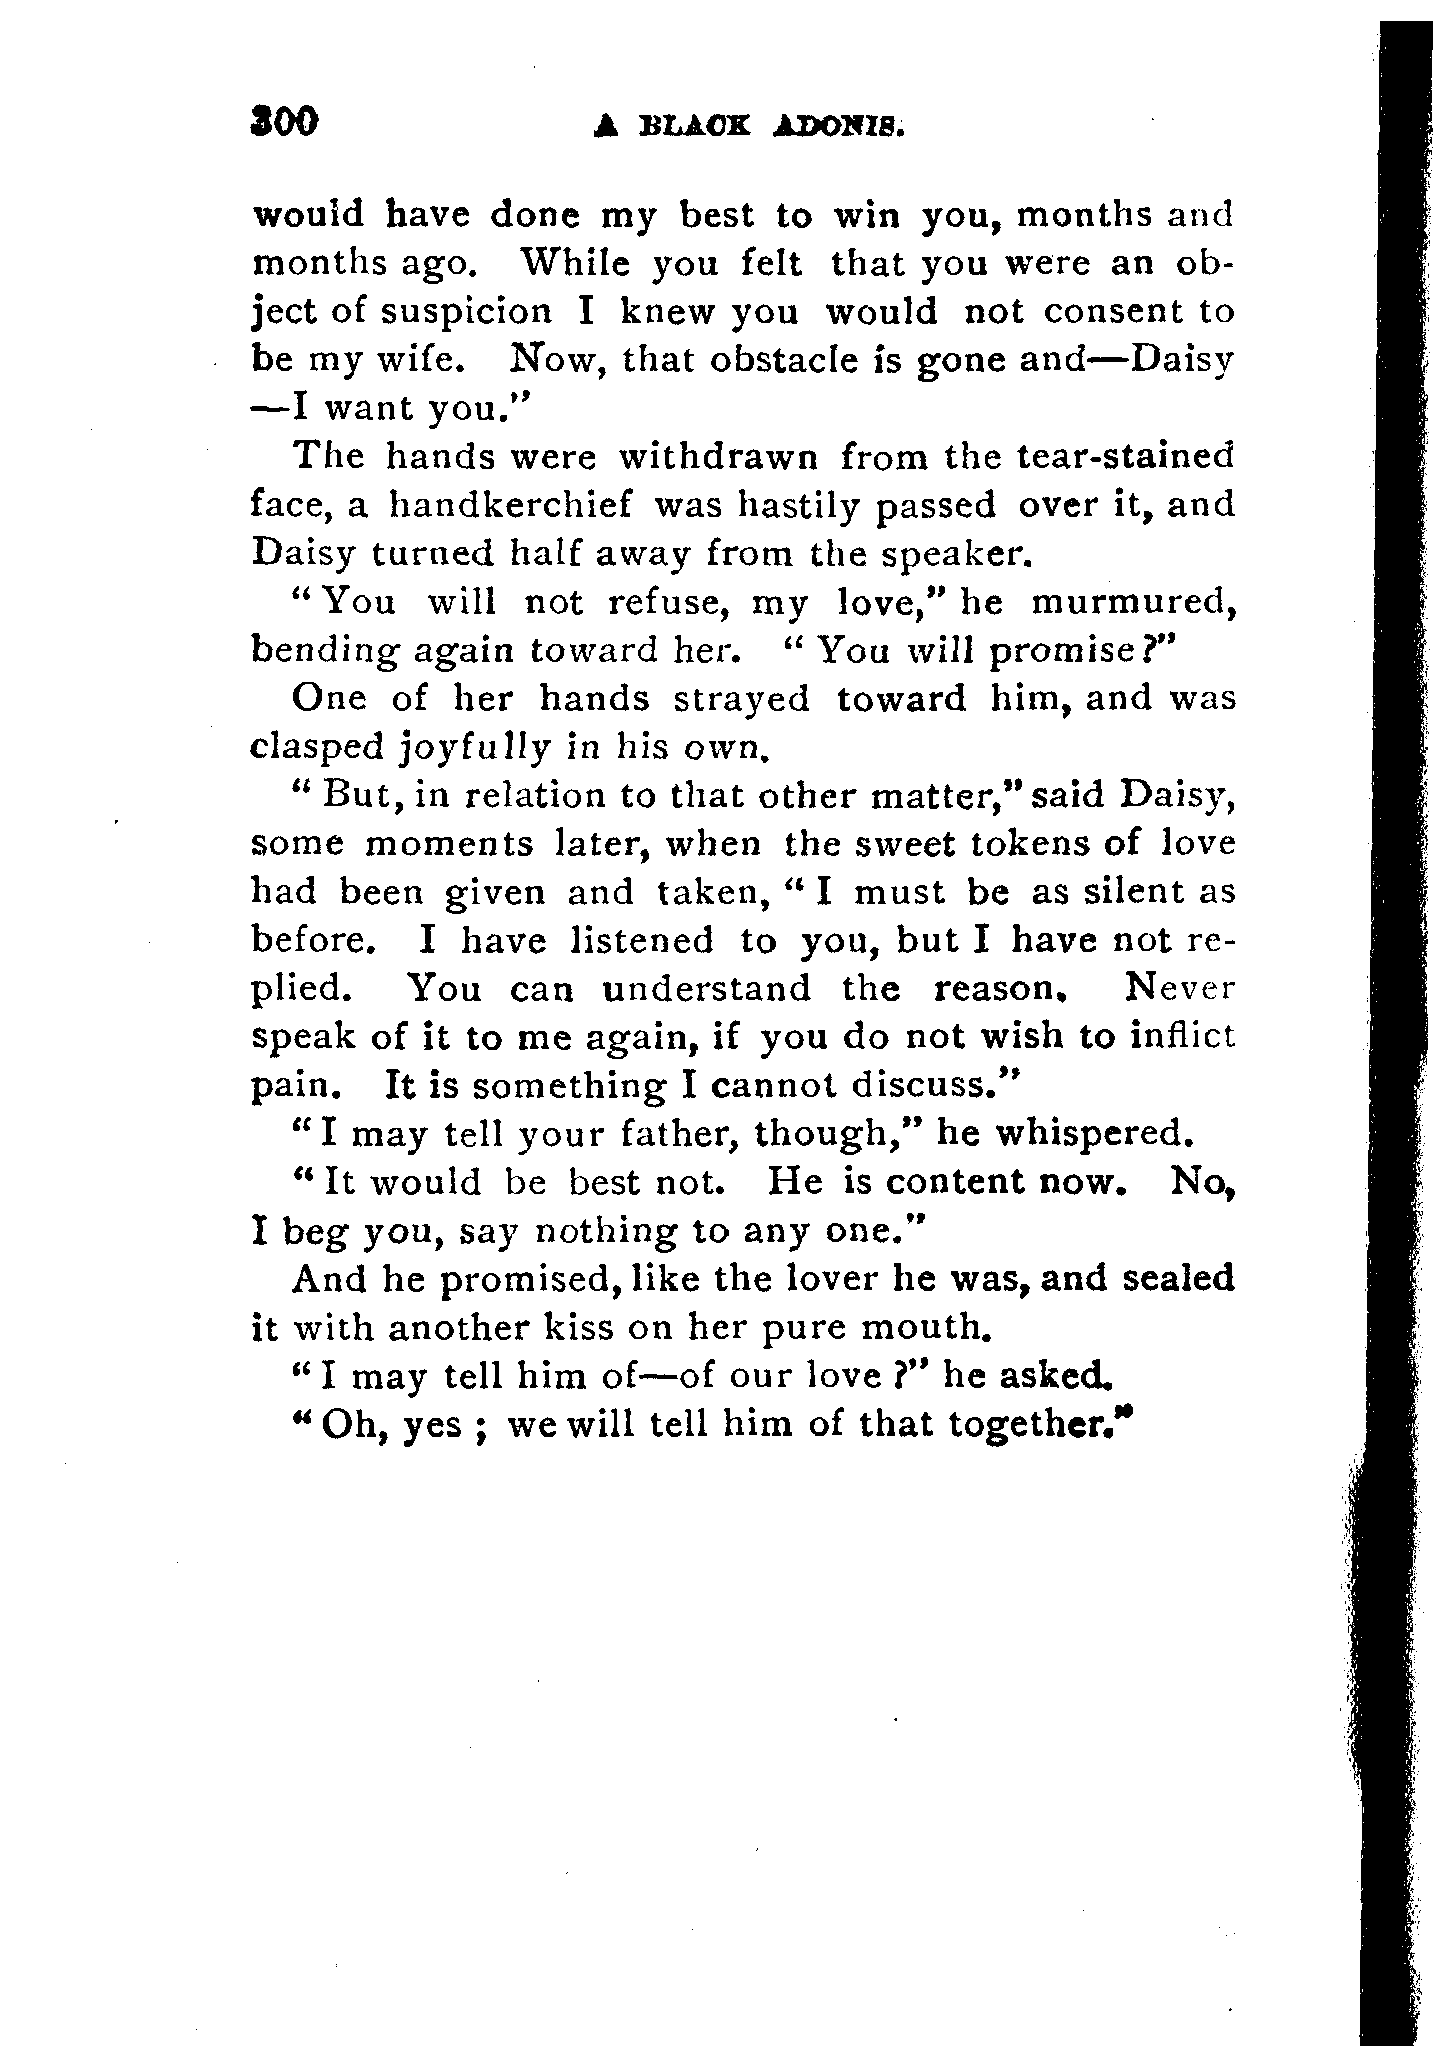 300 A BLACK ADONIS.
would have done my best to win you, months and
months ago. While you felt that you were an ob-
ject of suspicion I knew you would not consent to
be my wife. Now, that obstacle is gone and—Daisy
—I want you."
The hands were withdrawn from the tear-stained
face, a handkerchief was hastily passed over it, and
Daisy turned half away from the speaker.
"You will not refuse, my love," he murmured,
bending again toward her. "You will promise?"
One of her hands strayed toward him, and was
clasped joyfully in his own.
"But, in relation to that other matter," said Daisy,
some moments later, when the sweet tokens of love
had been given and taken, "I must be as silent as
before. I have listened to you, but I have not re-
plied. You can understand the reason. Never
speak of it to me again, if you do not wish to inflict
pain. It is something I cannot discuss."
"I may tell your father, though," he whispered.
"It would be best not. He is content now. No,
I beg you, say nothing to any one."
And he promised, like the lover he was, and sealed
it with another kiss on her pure mouth.
"I may tell him of—of our love?" he asked.
"Oh, yes; we will tell him of that together."